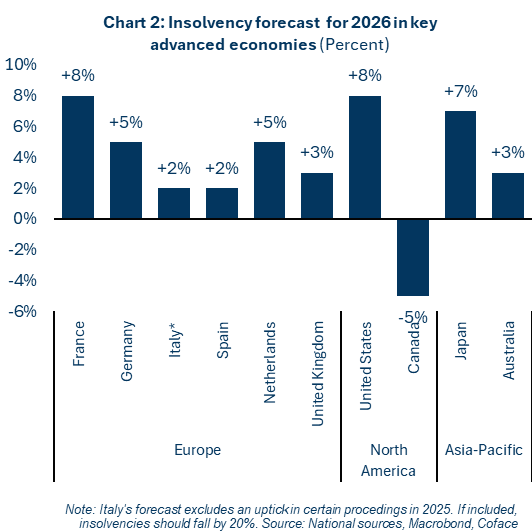 Chart 2: Insolvency forecast for 2026 in key
advanced economies (Percent)
10%
8%
6%
4%
2%
0%
-2%
-4%
-6%
+8%
+5%
+2%
+2%
+5%
+3%
+8%
-5%
+7%
+3%
France
Germany
Italy*
Spain
Netherlands
United Kingdom
United States
Canada
Japan
Australia
Europe
North
America
Asia-Pacific
Note: Italy's forecast excludes an uptick in certain procedings in 2025. If included,
insolvencies should fall by 20%. Source: National sources, Macrobond, Coface